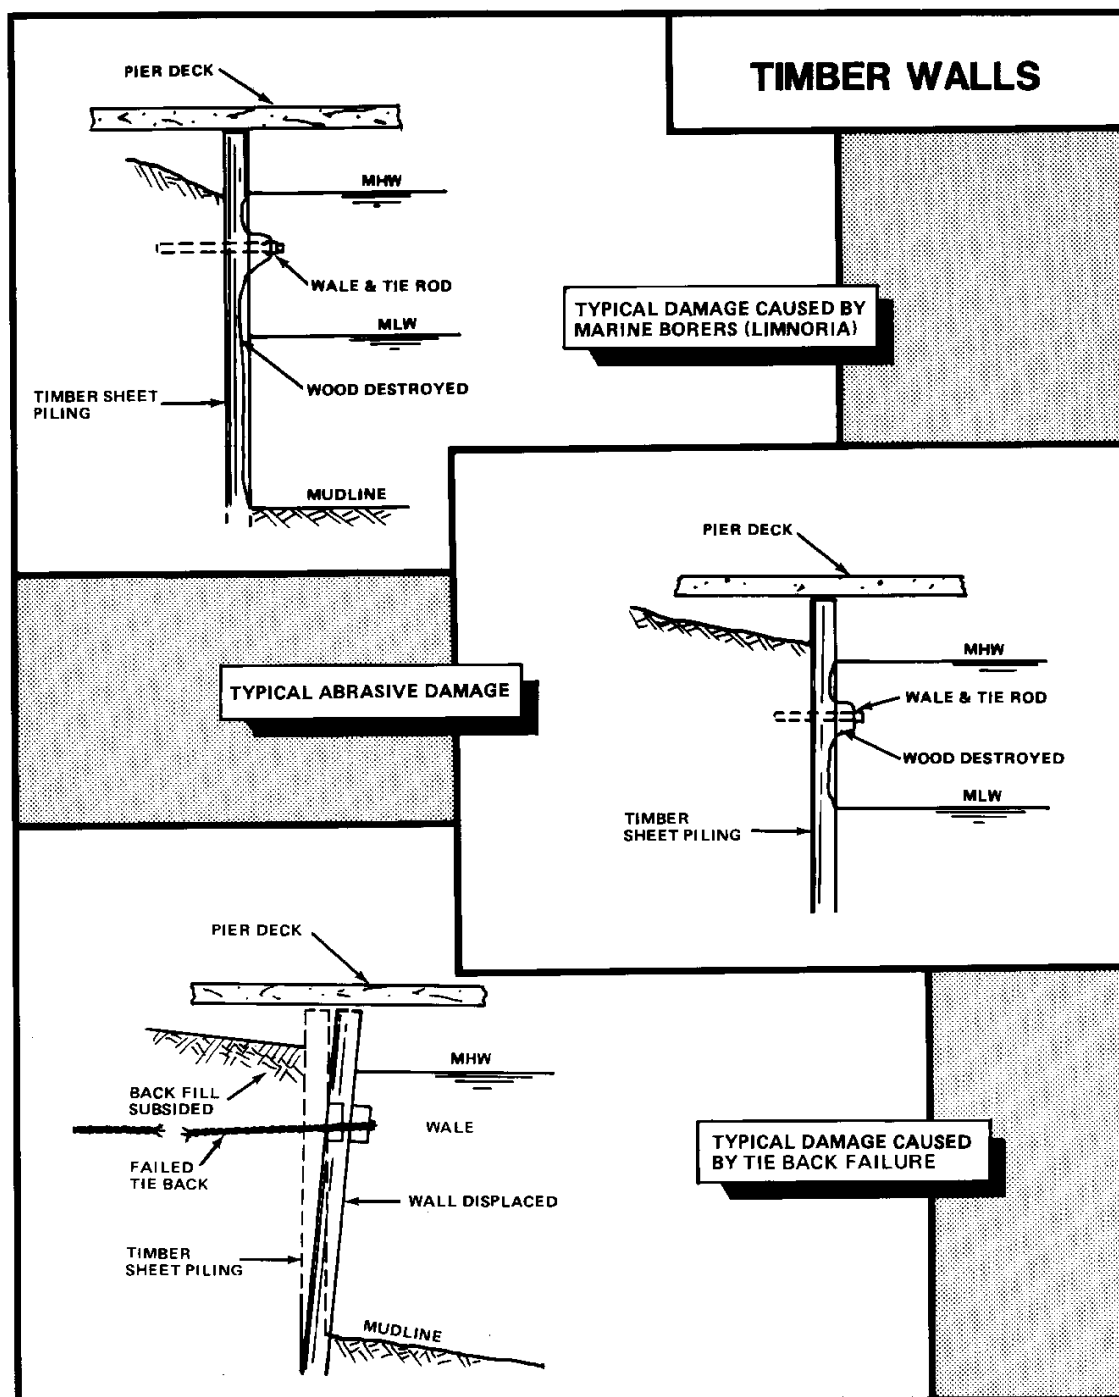 TIMBER WALLS
PIER DECK
MHW
WALE & TIE ROD
MLW
WOOD DESTROYED
TIMBER SHEET
PILING
MUDLINE
TYPICAL DAMAGE CAUSED BY
MARINE BORERS (LIMNORIA)
PIER DECK
MHW
WALE & TIE ROD
WOOD DESTROYED
MLW
TIMBER
SHEET PILING
TYPICAL ABRASIVE DAMAGE
PIER DECK
MHW
BACK FILL
SUBSIDED
WALE
FAILED
TIE BACK
WALL DISPLACED
TIMBER
SHEET PILING
MUDLINE
TYPICAL DAMAGE CAUSED
BY TIE BACK FAILURE